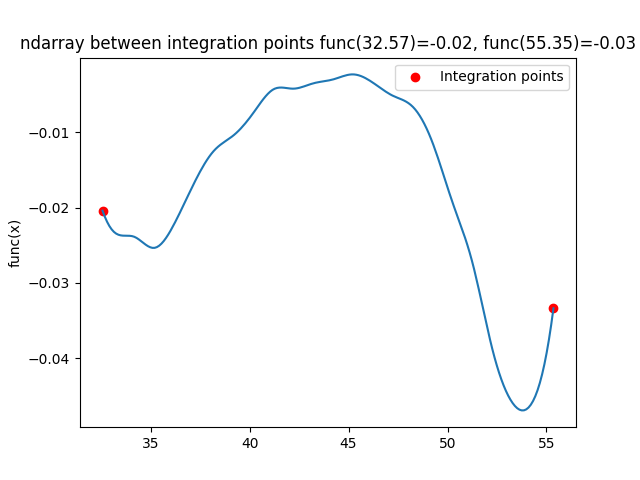 ndarray between integration points func(32.57)=-0.02, func(55.35)=-0.03
Integration points
−0.01
−0.02
−0.03
−0.04
func(x)
35 40 45 50 55